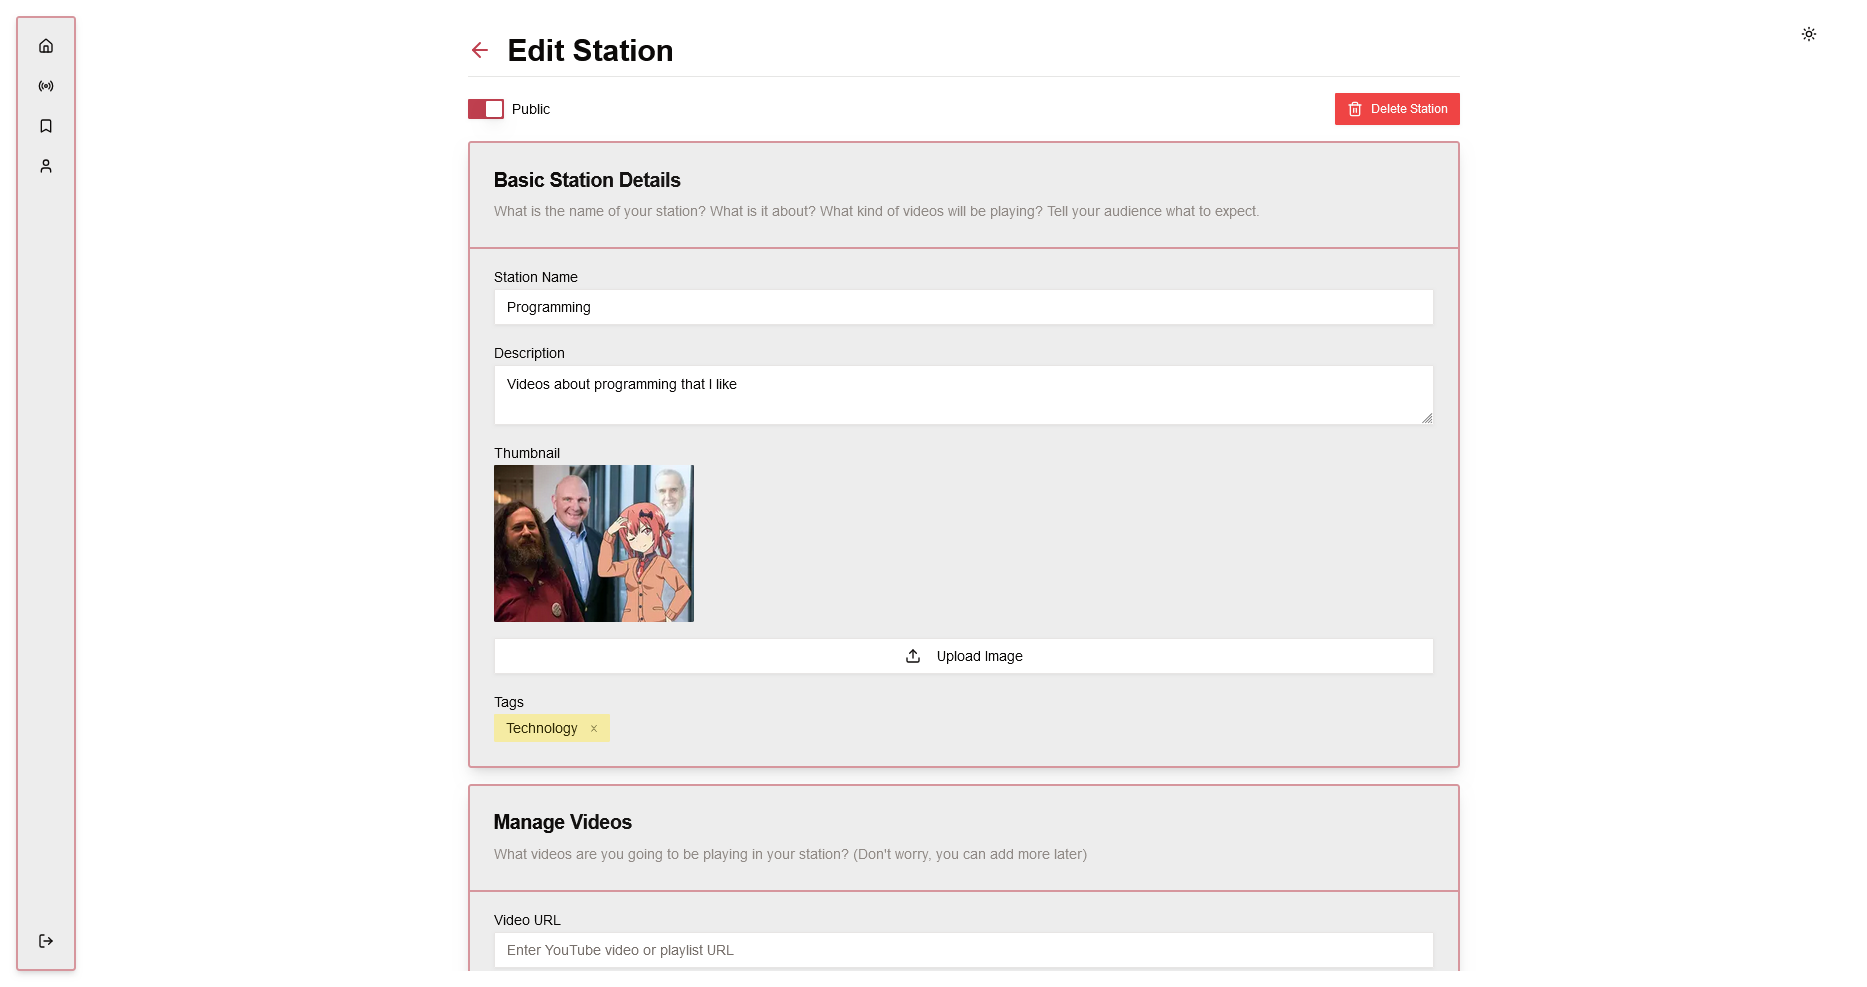 Edit Station
Public
Delete Station
Basic Station Details
What is the name of your station? What is it about? What kind of videos will be playing? Tell your audience what to expect.
Station Name
Programming
Description
Videos about programming that I like
Thumbnail
Upload Image
Tags
Technology ×
Manage Videos
What videos are you going to be playing in your station? (Don't worry, you can add more later)
Video URL
Enter YouTube video or playlist URL